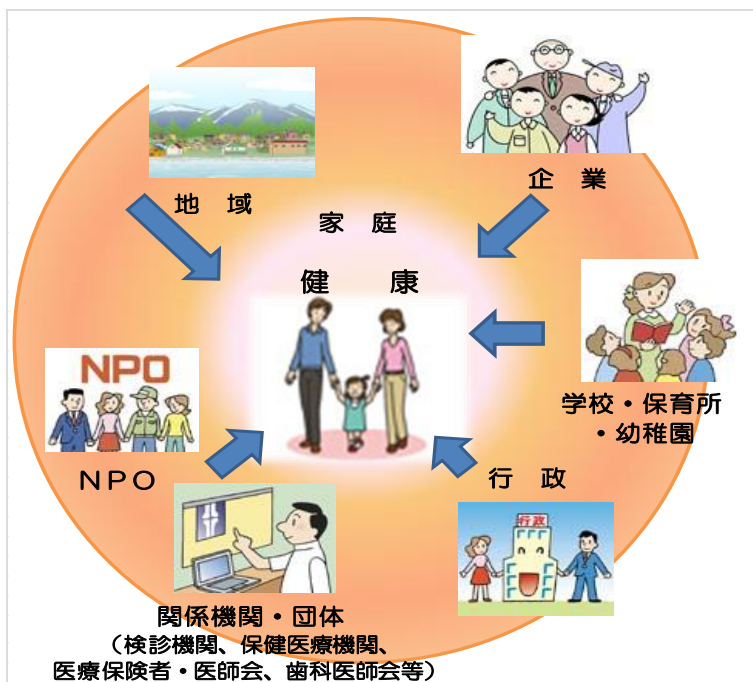 地　域
企　業
家　庭
健　康
学校・保育所
・幼稚園
NPO
NPO
行　政
行政
関係機関・団体
（検診機関、保健医療機関、
医療保険者・医師会、歯科医師会等）